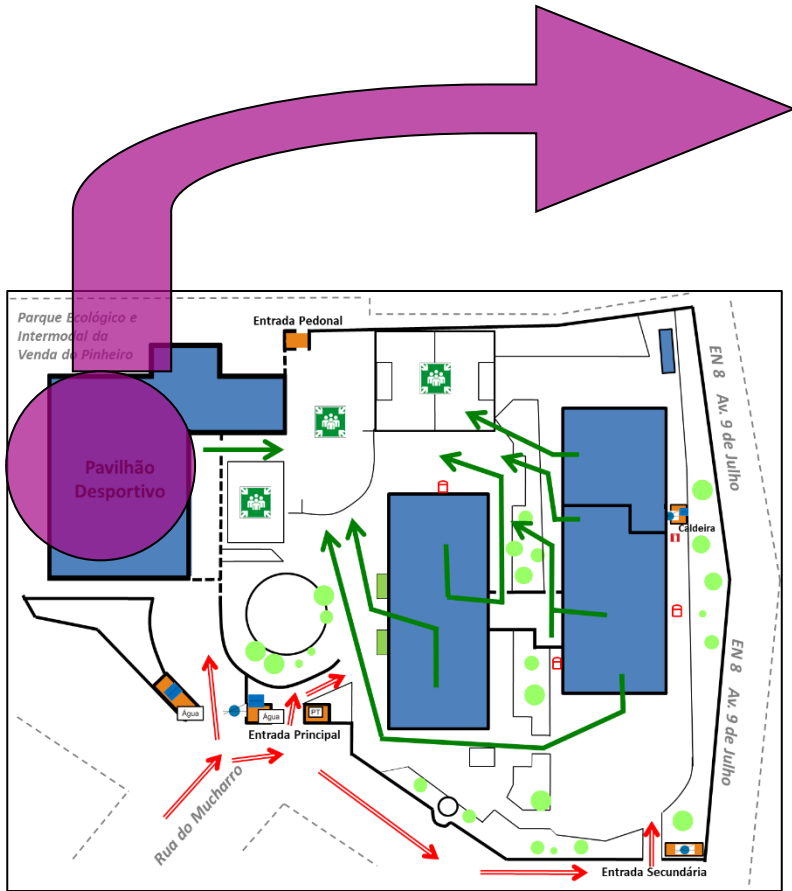 Parque Ecológico e
Intermodal da
Venda do Pinheiro
Entrada Pedonal
EN 8 Av. 9 de Julho
Pavilhão
Desportivo
Caldeira
EN 8 Av. 9 de Julho
Água
Água
PT
Entrada Principal
Rua do Mucharro
Entrada Secundária